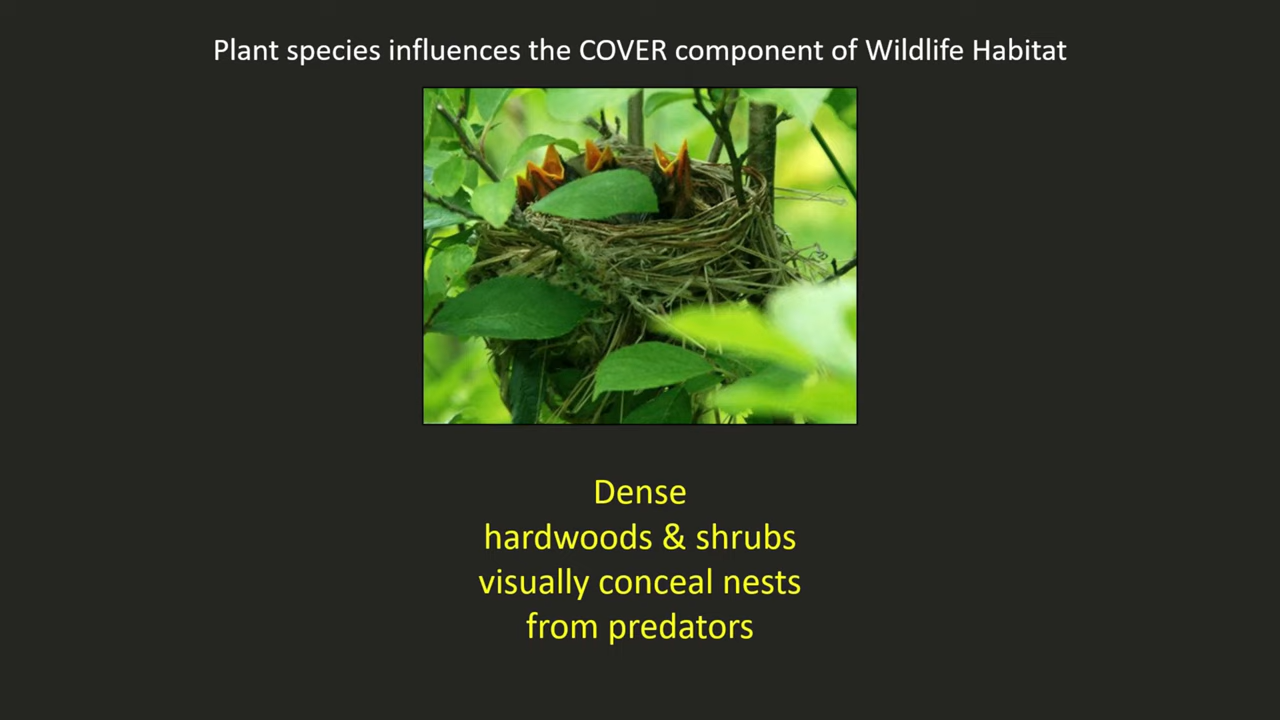 Plant species influences the COVER component of Wildlife Habitat
Dense
hardwoods & shrubs
visually conceal nests
from predators